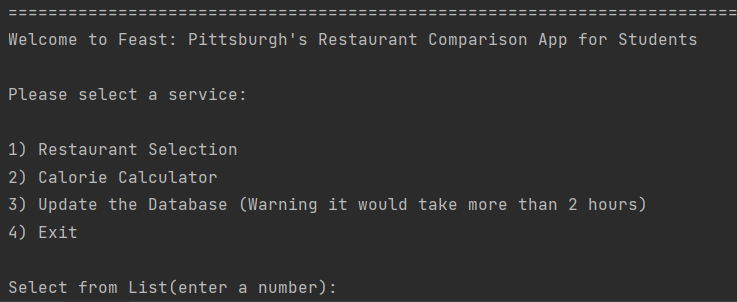 =========================================================================
Welcome to Feast: Pittsburgh's Restaurant Comparison App for Students
Please select a service:
1) Restaurant Selection
2) Calorie Calculator
3) Update the Database (Warning it would take more than 2 hours)
4) Exit
Select from List(enter a number):